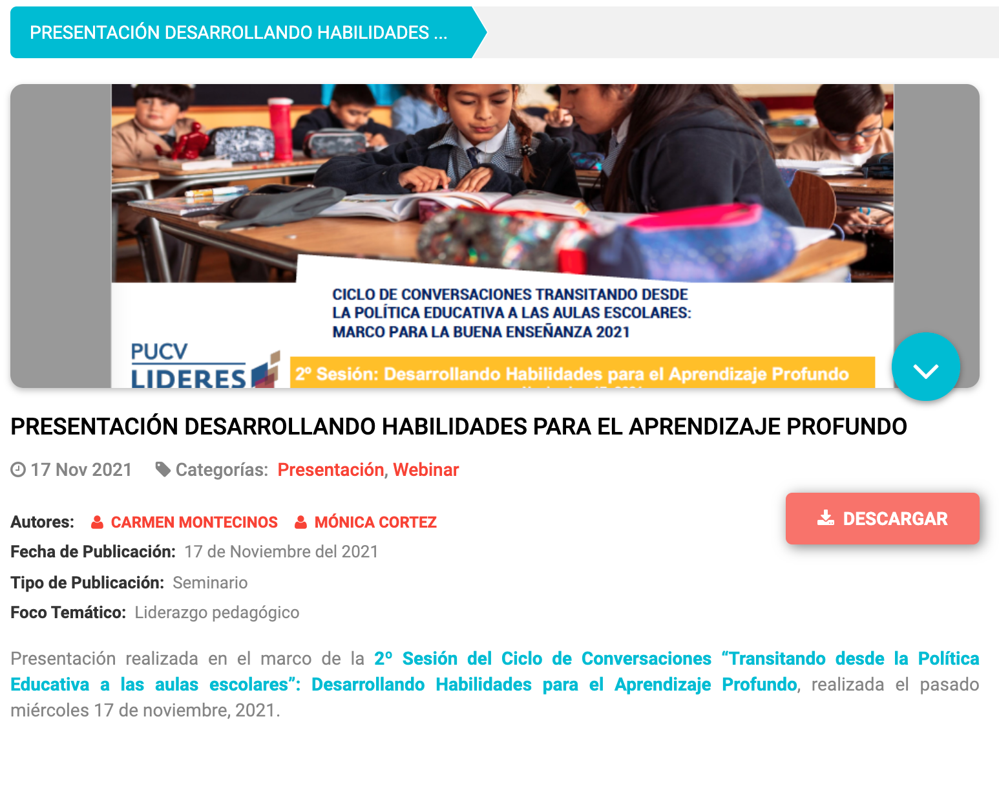 PRESENTACIÓN DESARROLLANDO HABILIDADES ...
CICLO DE CONVERSACIONES TRANSITANDO DESDE
LA POLÍTICA EDUCATIVA A LAS AULAS ESCOLARES:
MARCO PARA LA BUENA ENSEÑANZA 2021
PUCV
LIDERES
2º Sesión: Desarrollando Habilidades para el Aprendizaje Profundo
PRESENTACIÓN DESARROLLANDO HABILIDADES PARA EL APRENDIZAJE PROFUNDO
17 Nov 2021 Categorías: Presentación, Webinar
Autores: CARMEN MONTECINOS MÓNICA CORTEZ
DESCARGAR
Fecha de Publicación: 17 de Noviembre del 2021
Tipo de Publicación: Seminario
Foco Temático: Liderazgo pedagógico
Presentación realizada en el marco de la 2º Sesión del Ciclo de Conversaciones “Transitando desde la Política
Educativa a las aulas escolares”: Desarrollando Habilidades para el Aprendizaje Profundo, realizada el pasado
miércoles 17 de noviembre, 2021.